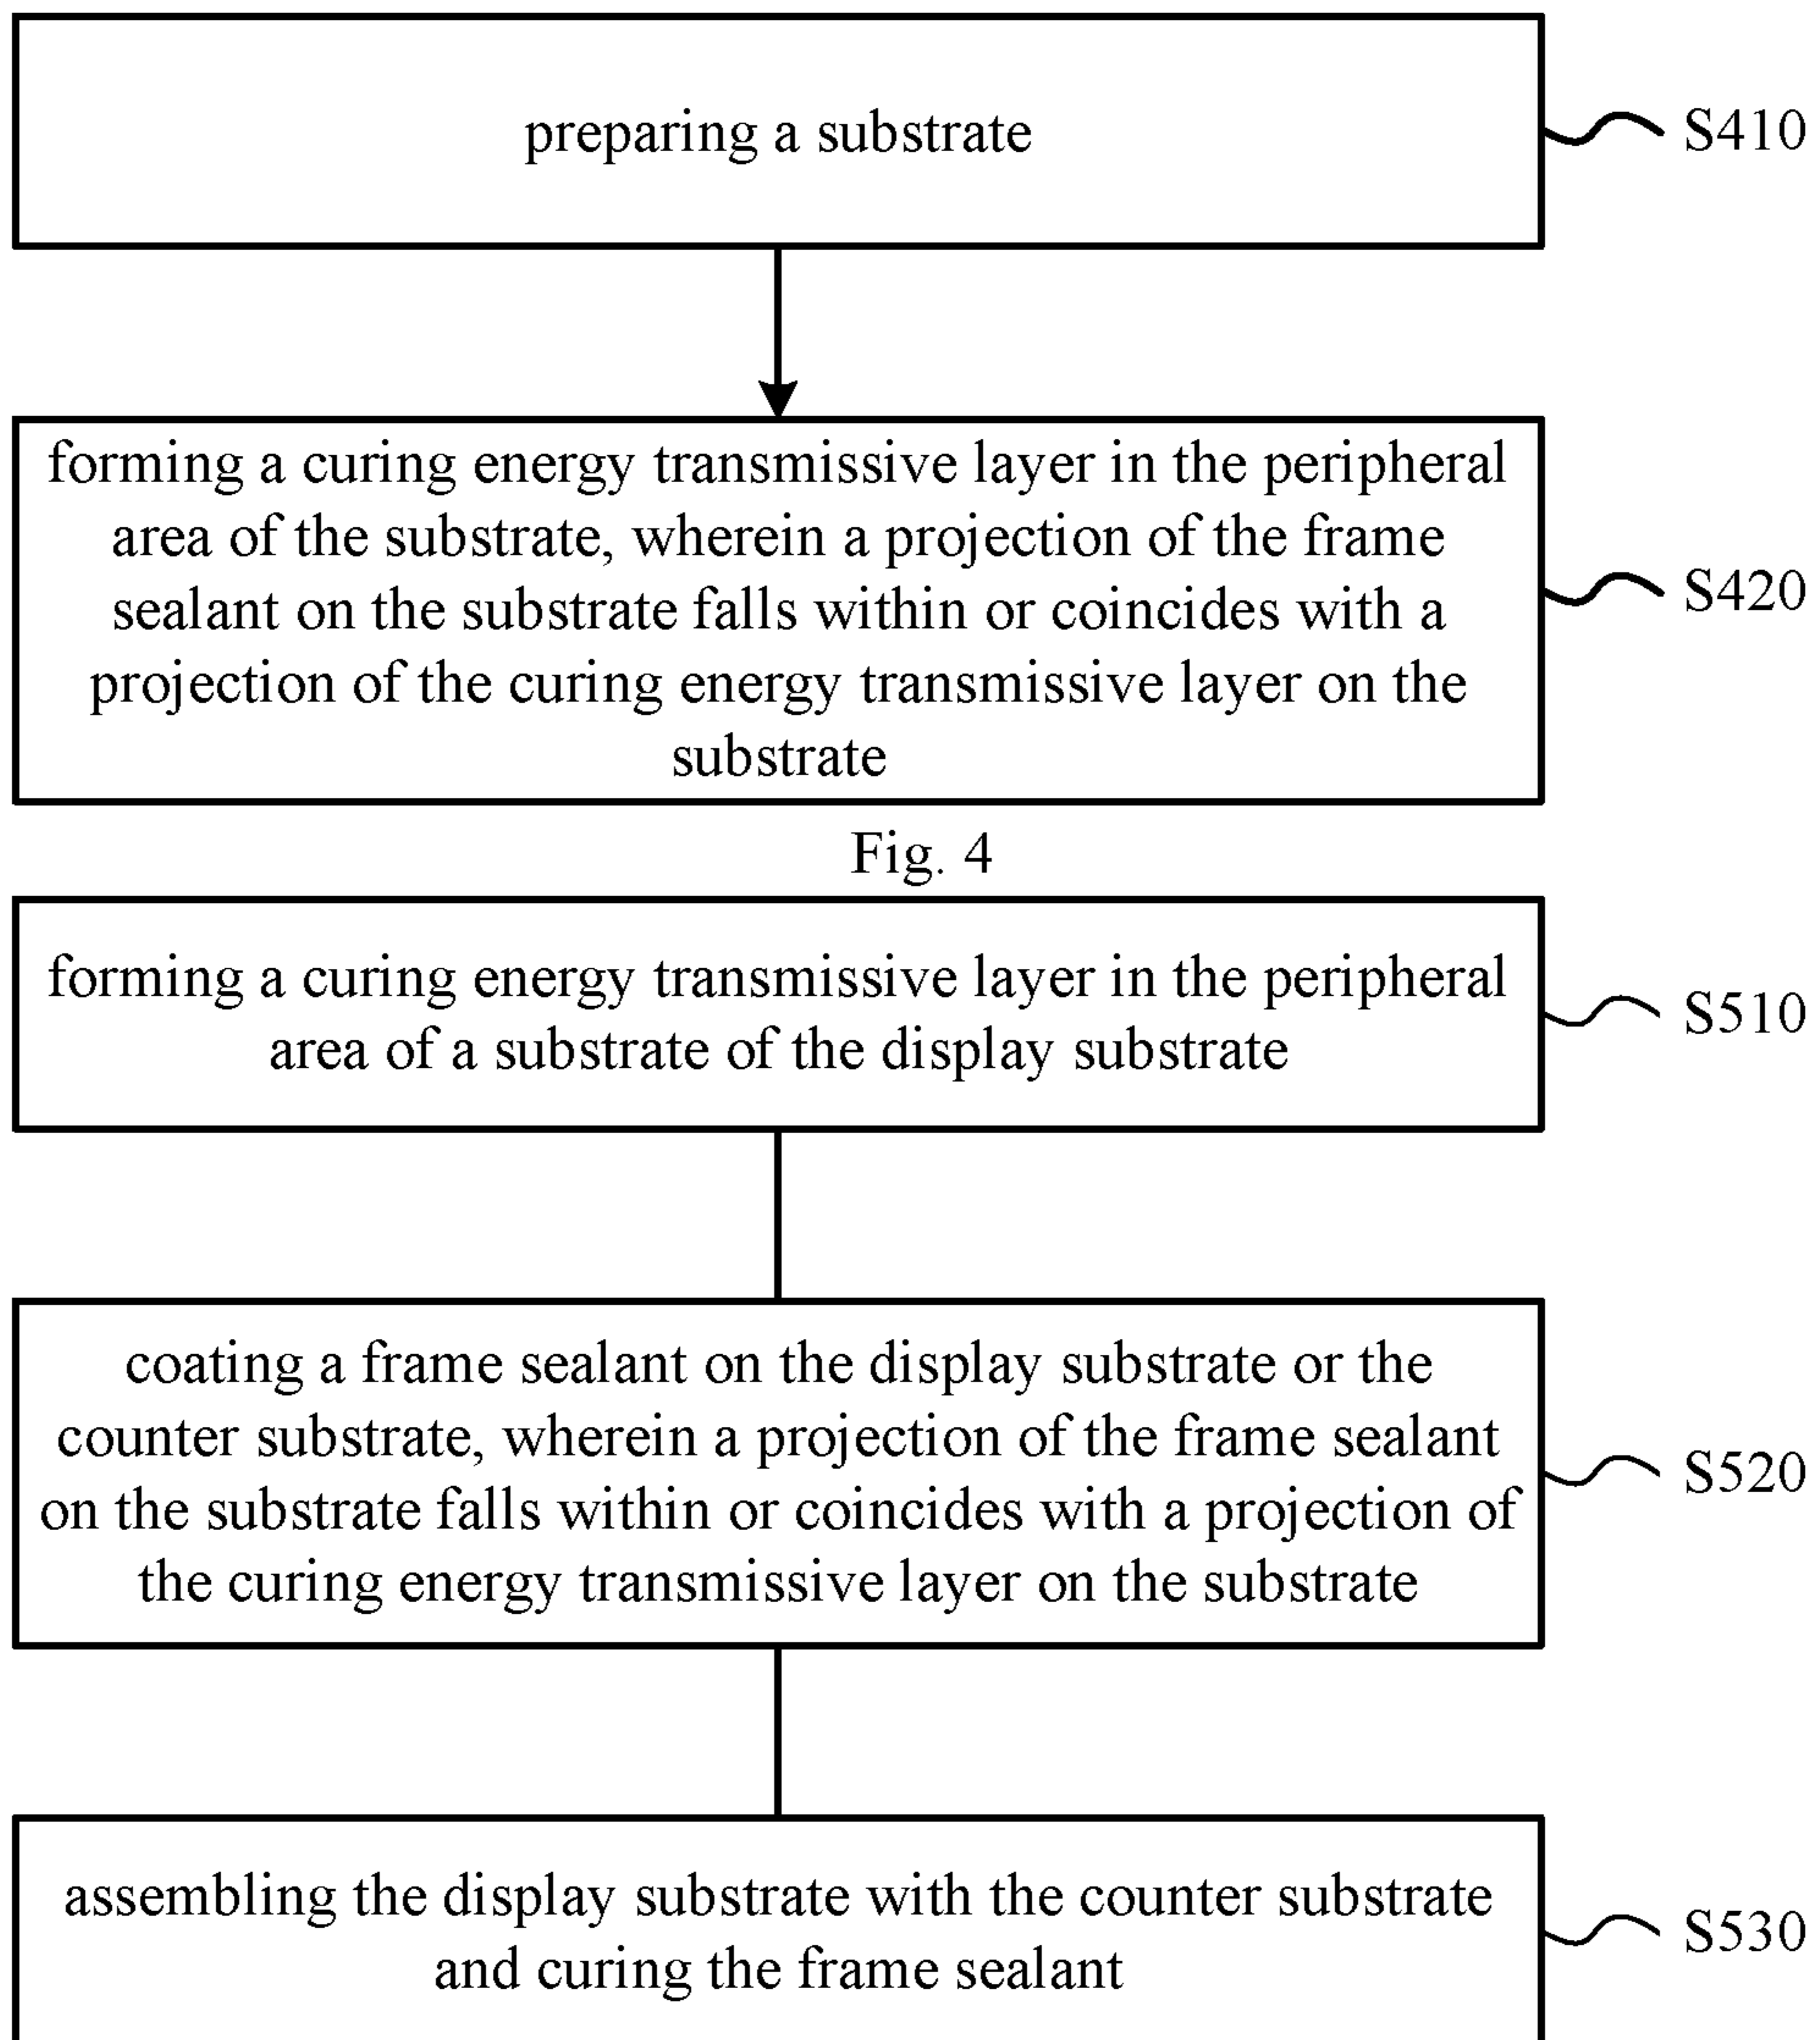 preparing a substrate
S410
forming a curing energy transmissive layer in the peripheral
area of the substrate, wherein a projection of the frame
sealant on the substrate falls within or coincides with a
projection of the curing energy transmissive layer on the
substrate
S420
Fig. 4
forming a curing energy transmissive layer in the peripheral
area of a substrate of the display substrate
S510
coating a frame sealant on the display substrate or the
counter substrate, wherein a projection of the frame sealant
on the substrate falls within or coincides with a projection of
the curing energy transmissive layer on the substrate
S520
assembling the display substrate with the counter substrate
and curing the frame sealant
S530